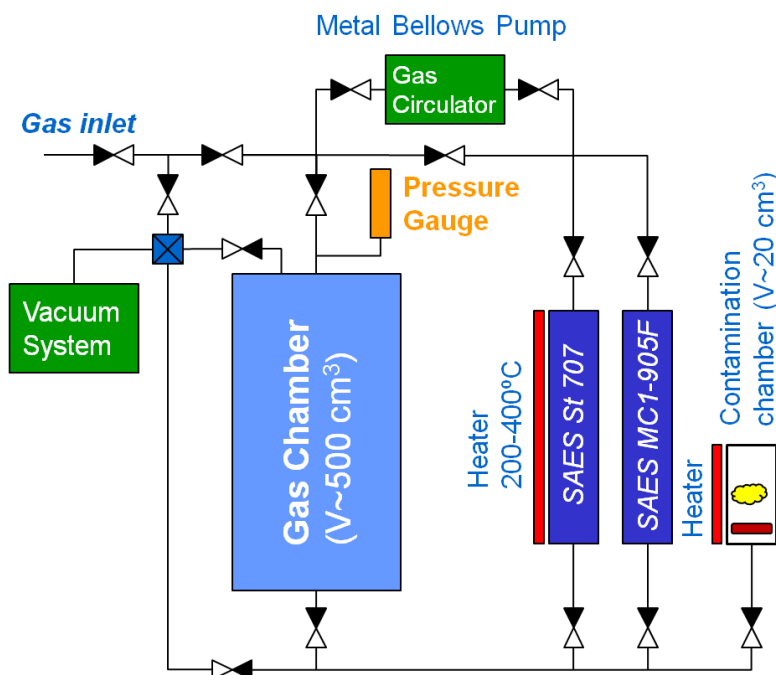 Metal Bellows Pump
Gas
Circulator
Gas inlet
Pressure
Gauge
Vacuum
System
Gas Chamber
(V~500 cm³)
Heater
200-400ºC
SAES St 707
SAES MC1-905F
Heater
Contamination
chamber (V~20 cm³)